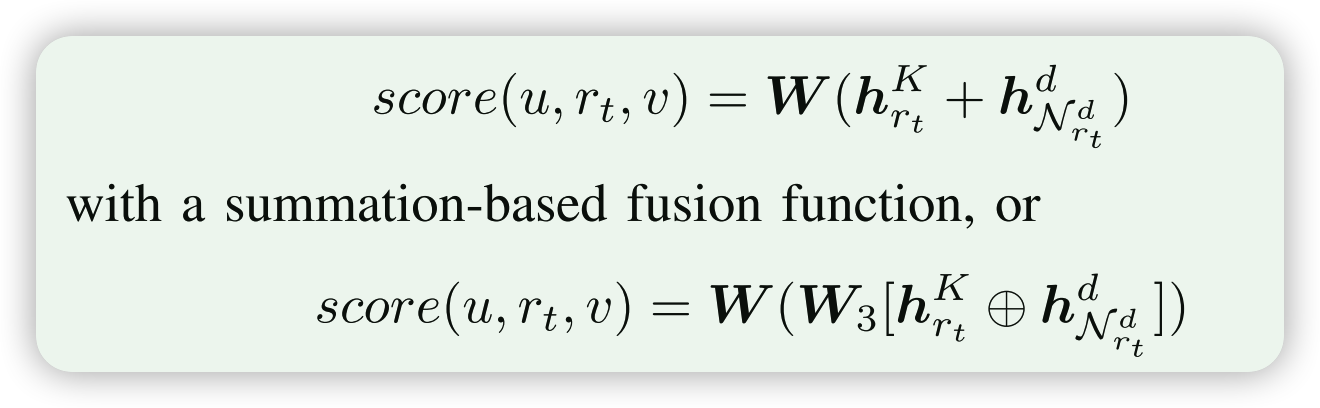 $score(u, r_t, v) = \boldsymbol{W}(\boldsymbol{h}_{r_t}^{K} + \boldsymbol{h}_{\mathcal{N}_{r_t}^{d}}^{d})$
with a summation-based fusion function, or
$score(u, r_t, v) = \boldsymbol{W}(\boldsymbol{W}_3[\boldsymbol{h}_{r_t}^{K} \oplus \boldsymbol{h}_{\mathcal{N}_{r_t}^{d}}^{d}])$